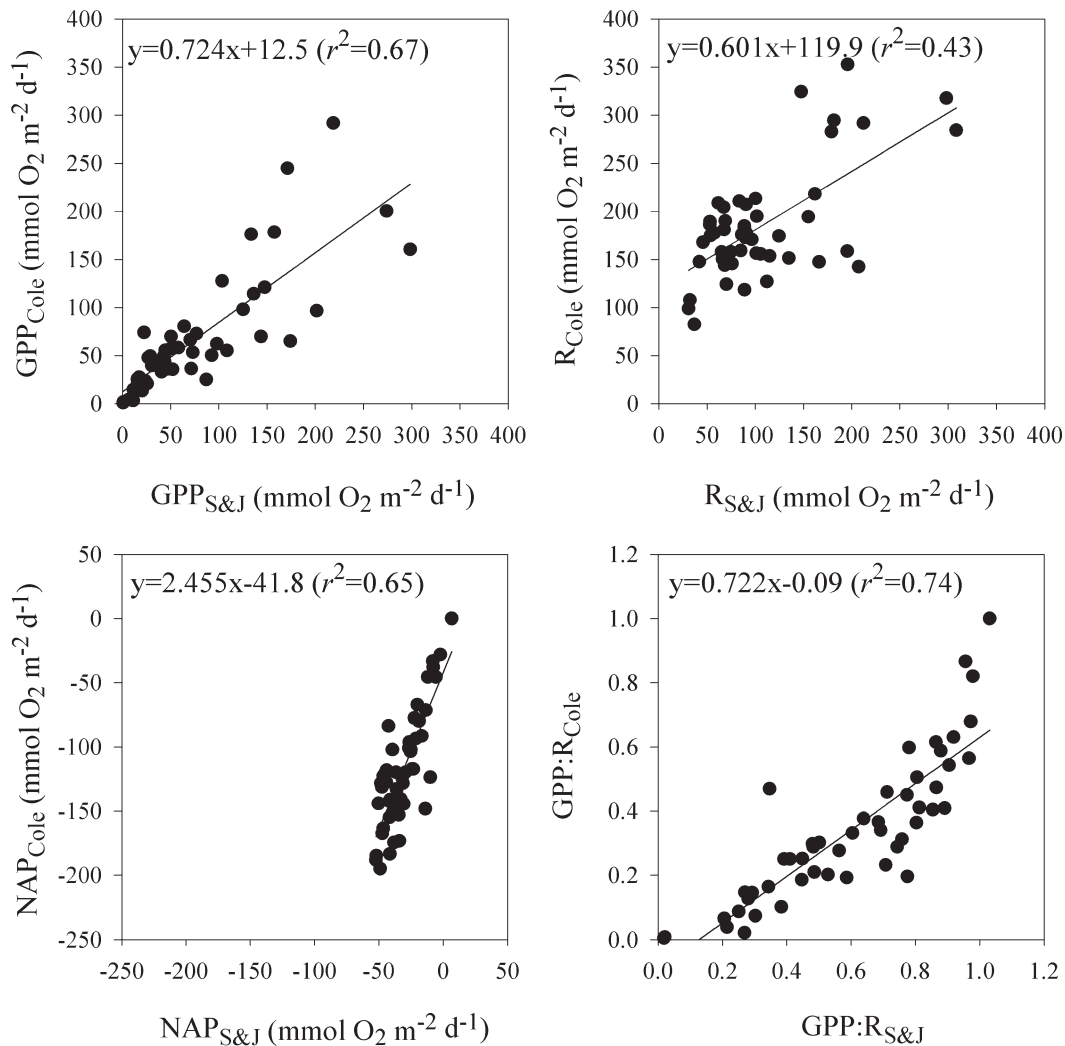 y=0.724x+12.5 (r²=0.67)
GPP_Cole (mmol O₂ m⁻² d⁻¹)
400
350
300
250
200
150
100
50
0
0 50 100 150 200 250 300 350 400
GPP_S&J (mmol O₂ m⁻² d⁻¹)
y=0.601x+119.9 (r²=0.43)
R_Cole (mmol O₂ m⁻² d⁻¹)
400
350
300
250
200
150
100
50
0
0 50 100 150 200 250 300 350 400
R_S&J (mmol O₂ m⁻² d⁻¹)
y=2.455x-41.8 (r²=0.65)
NAP_Cole (mmol O₂ m⁻² d⁻¹)
50
0
-50
-100
-150
-200
-250
-250 -200 -150 -100 -50 0 50
NAP_S&J (mmol O₂ m⁻² d⁻¹)
y=0.722x-0.09 (r²=0.74)
GPP:R_Cole
1.2
1.0
0.8
0.6
0.4
0.2
0.0
0.0 0.2 0.4 0.6 0.8 1.0 1.2
GPP:R_S&J